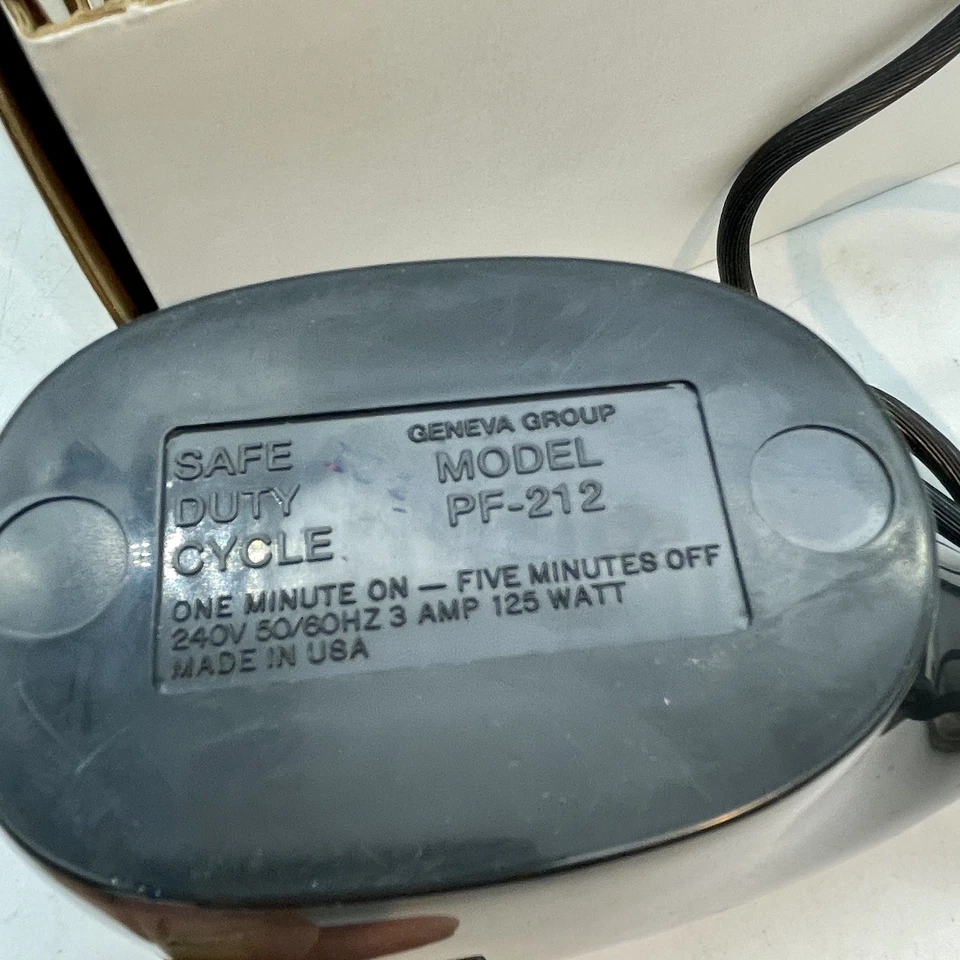 SAFE
DUTY
CYCLE
GENEVA GROUP
MODEL
PF-212
ONE MINUTE ON — FIVE MINUTES OFF
240V 50/60HZ 3 AMP 125 WATT
MADE IN USA